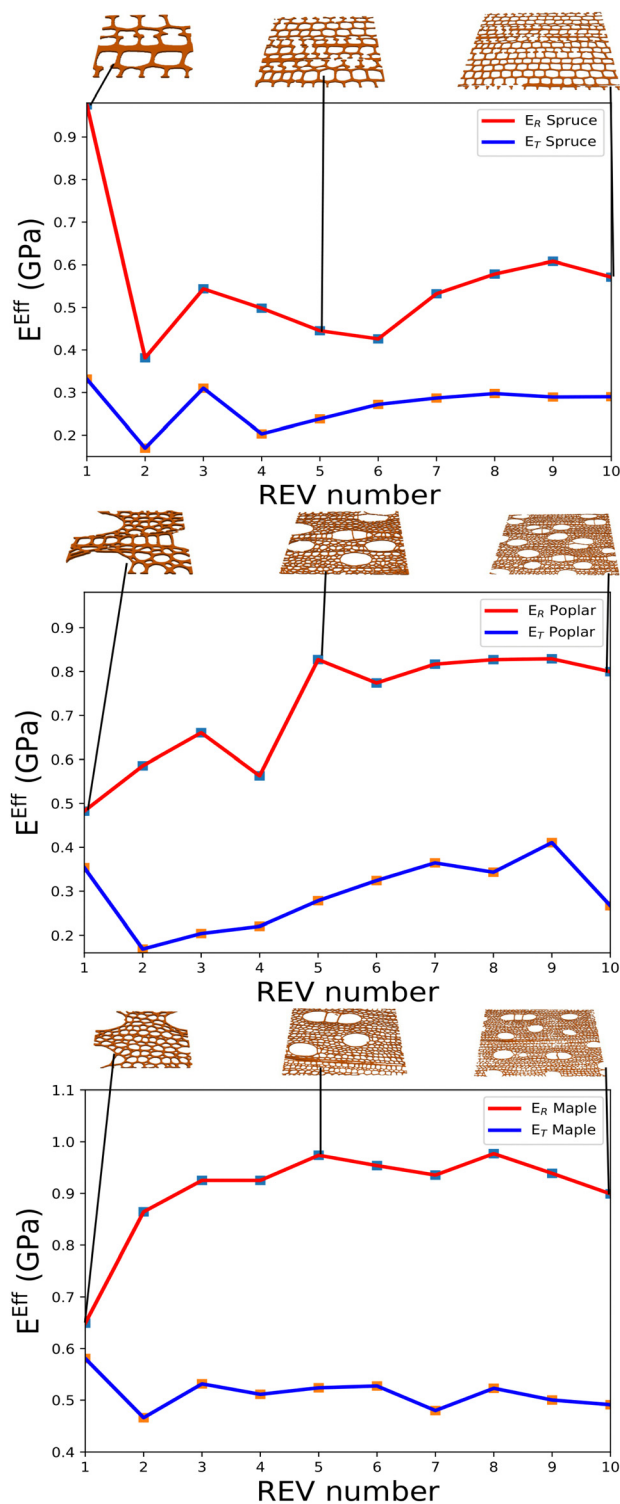 0.9
0.8
0.7
0.6
0.5
0.4
0.3
0.2
E^Eff (GPa)
E_R Spruce
E_T Spruce
1 2 3 4 5 6 7 8 9 10
REV number
0.9
0.8
0.7
0.6
0.5
0.4
0.3
0.2
E^Eff (GPa)
E_R Poplar
E_T Poplar
1 2 3 4 5 6 7 8 9 10
REV number
1.1
1.0
0.9
0.8
0.7
0.6
0.5
0.4
E^Eff (GPa)
E_R Maple
E_T Maple
1 2 3 4 5 6 7 8 9 10
REV number